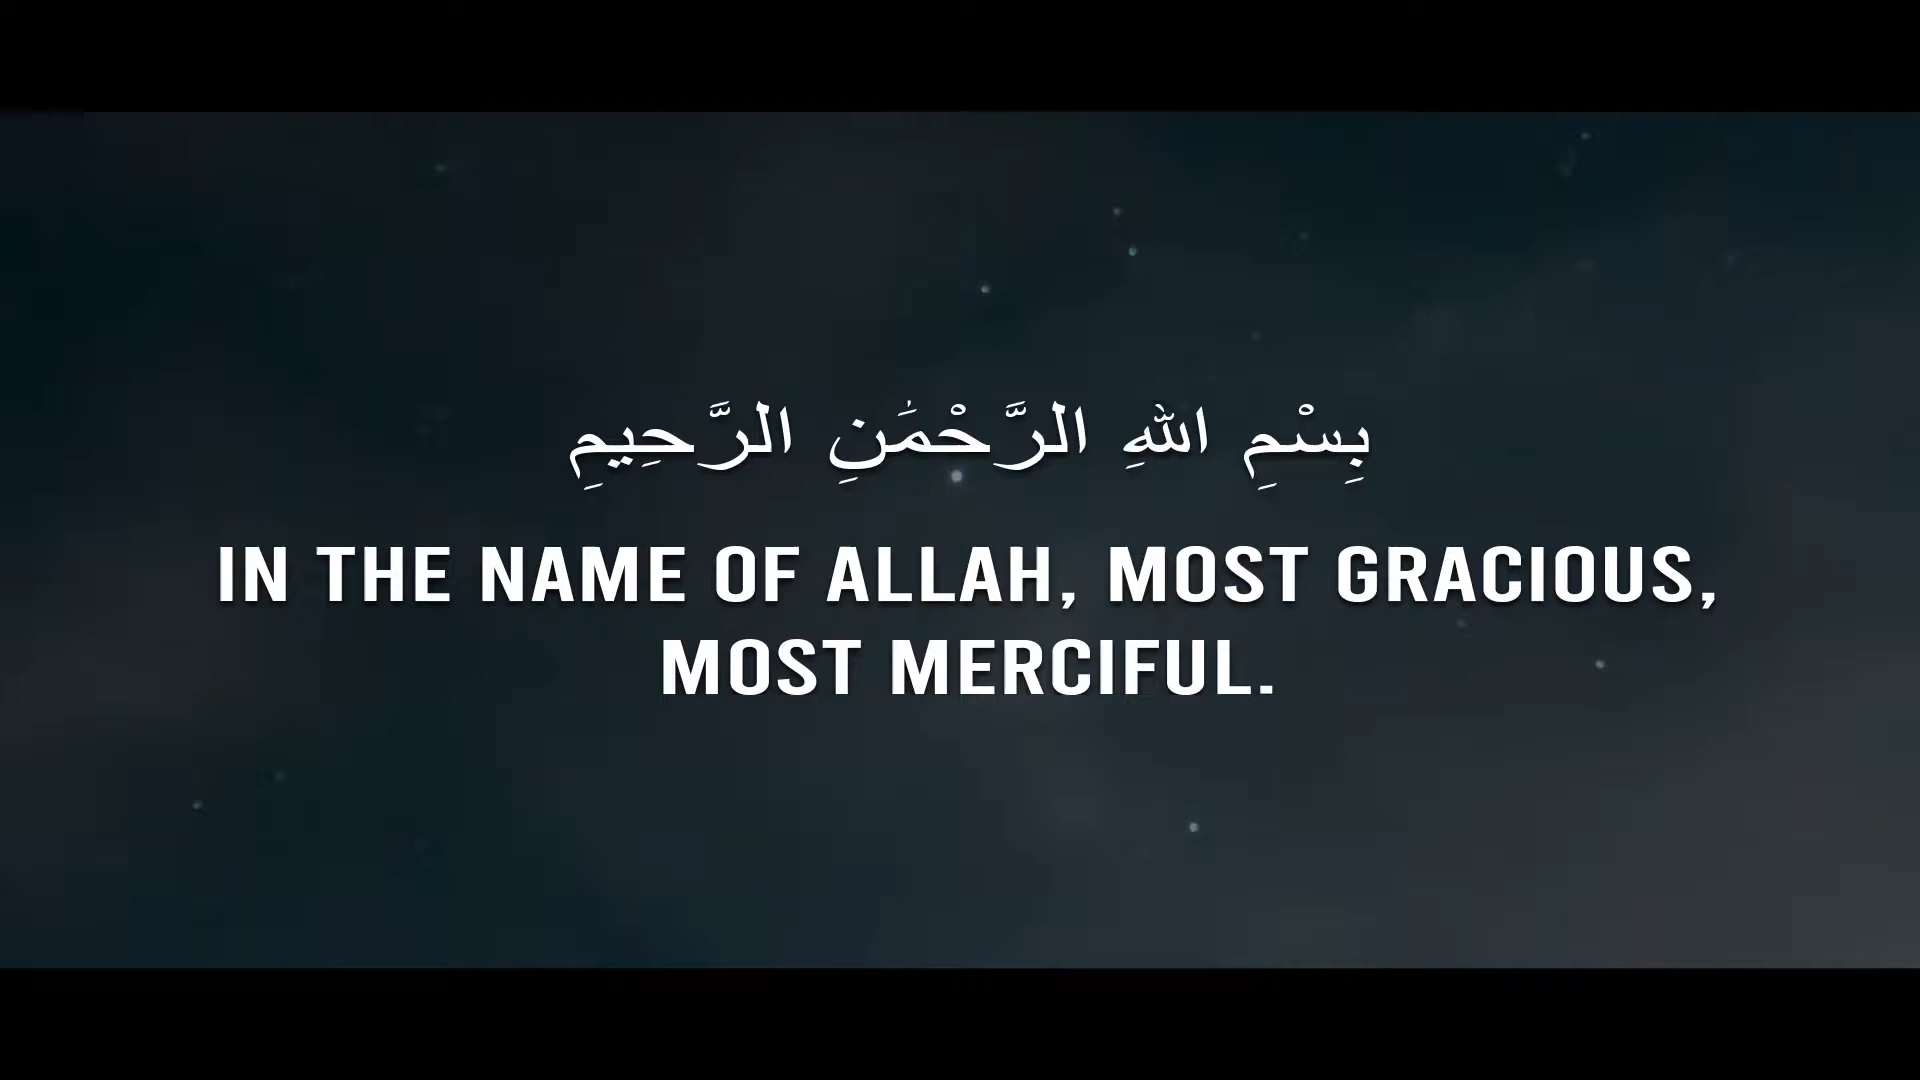 بِسْمِ اللهِ الرَّحْمَٰنِ الرَّحِيمِ
IN THE NAME OF ALLAH, MOST GRACIOUS,
MOST MERCIFUL.